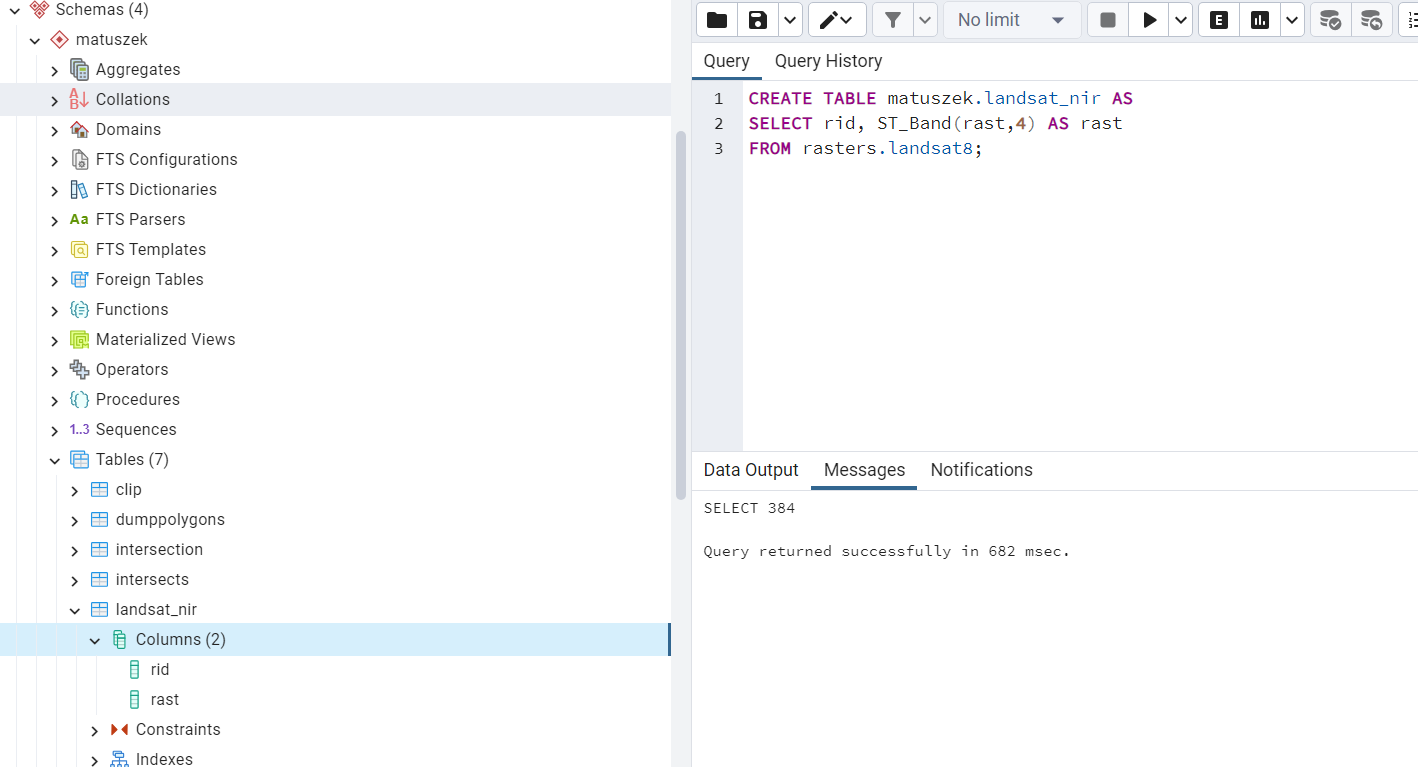 Schemas (4)
matuszek
Aggregates
Collations
Domains
FTS Configurations
FTS Dictionaries
Aa FTS Parsers
FTS Templates
Foreign Tables
Functions
Materialized Views
Operators
Procedures
1..3 Sequences
Tables (7)
clip
dumppolygons
intersection
intersects
landsat_nir
Columns (2)
rid
rast
Constraints
Indexes
No limit
E
Query Query History
1 CREATE TABLE matuszek.landsat_nir AS
2 SELECT rid, ST_Band(rast,4) AS rast
3 FROM rasters.landsat8;
Data Output Messages Notifications
SELECT 384
Query returned successfully in 682 msec.